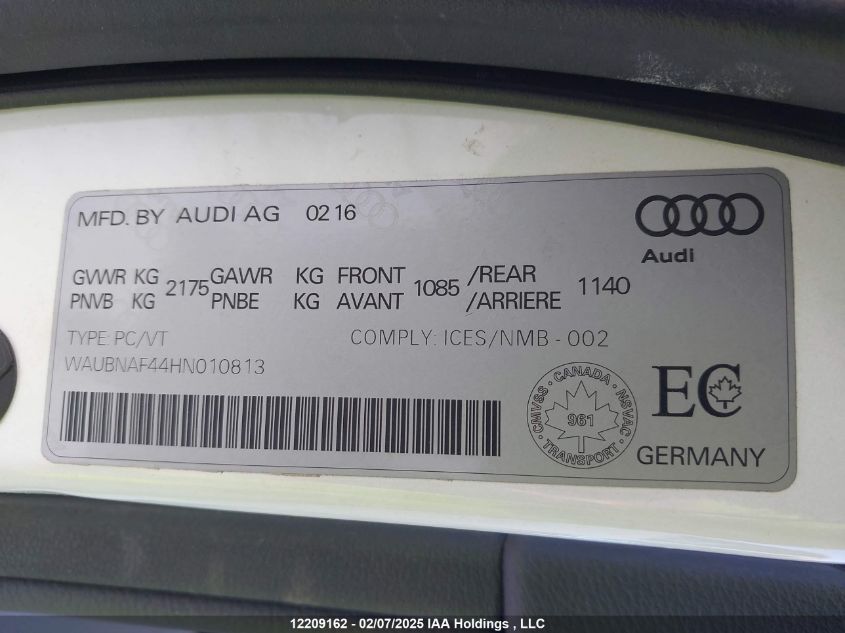 MFD. BY AUDI AG 02 16
Audi
GVWR KG 2175 GAWR KG FRONT 1085 /REAR 1140
PNVB KG PNBE KG AVANT /ARRIERE
TYPE: PC/VT COMPLY: ICES/NMB - 002
WAUBNAF44HN010813
CMVSS · CANADA · NSVAC · TRANSPORT ·
961
EC
GERMANY
12209162 - 02/07/2025 IAA Holdings , LLC